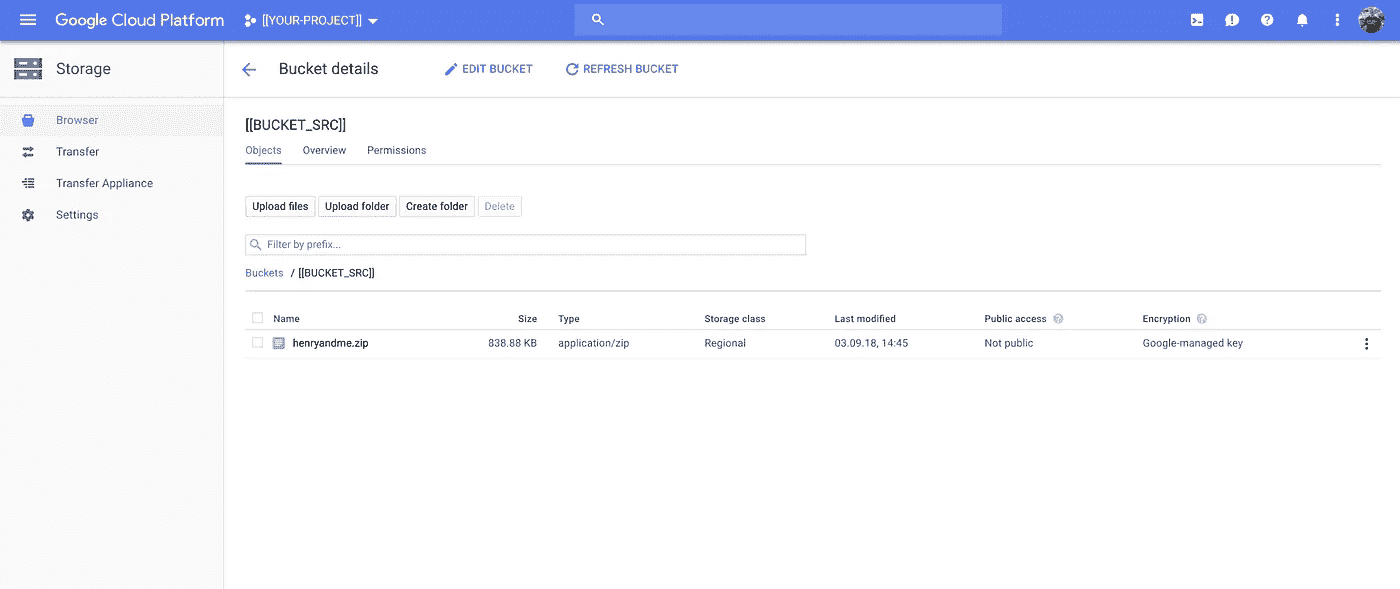 Google Cloud Platform [[YOUR-PROJECT]]
Storage
Bucket details EDIT BUCKET REFRESH BUCKET
Browser
Transfer
Transfer Appliance
Settings
[[BUCKET_SRC]]
Objects Overview Permissions
Upload files Upload folder Create folder Delete
Filter by prefix...
Buckets / [[BUCKET_SRC]]
Name Size Type Storage class Last modified Public access Encryption
henryandme.zip 838.88 KB application/zip Regional 03.09.18, 14:45 Not public Google-managed key